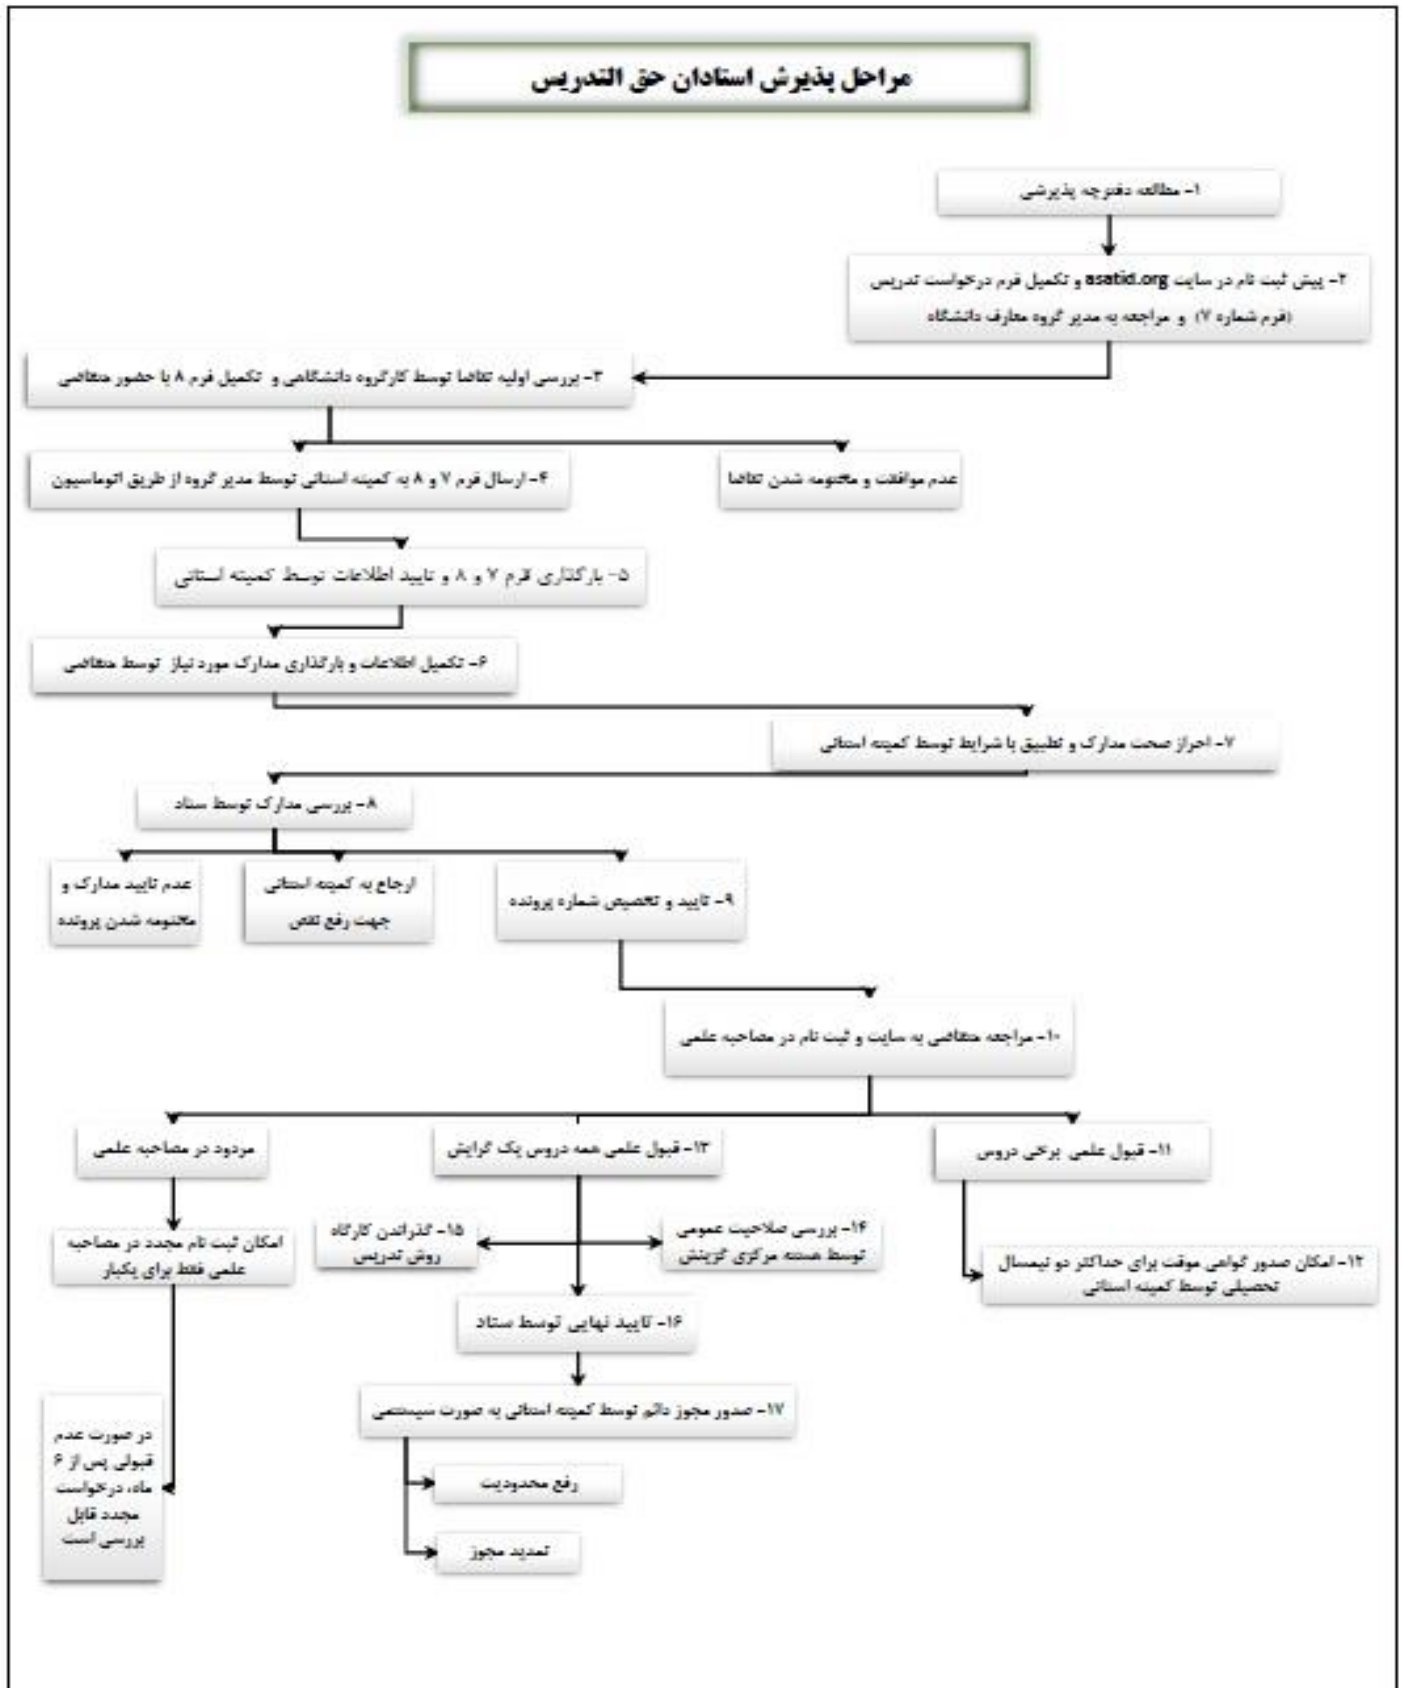 مراحل پذیرش استادان حق التدریس
۱- مطالعه دفترچه پذیرشی
۲- پیش ثبت نام در سایت asatid.org و تکمیل فرم درخواست تدریس
(فرم شماره ۷) و مراجعه به مدیر گروه معارف دانشگاه
۳- بررسی اولیه تقاضا توسط کارگروه دانشگاهی و تکمیل فرم ۸ با حضور متقاضی
عدم موافقت و مختومه شدن تقاضا
۴- ارسال فرم ۷ و ۸ به کمیته استانی توسط مدیر گروه از طریق اتوماسیون
۵- بارگذاری فرم ۷ و ۸ و تایید اطلاعات توسط کمیته استانی
۶- تکمیل اطلاعات و بارگذاری مدارک مورد نیاز توسط متقاضی
۷- احراز صحت مدارک و تطبیق با شرایط توسط کمیته استانی
۸- بررسی مدارک توسط ستاد
۹- تایید و تخصیص شماره پرونده
ارجاع به کمیته استانی
جهت رفع نقص
عدم تایید مدارک و
مختومه شدن پرونده
۱۰- مراجعه متقاضی به سایت و ثبت نام در مصاحبه علمی
۱۱- قبول علمی برخی دروس
۱۳- قبول علمی همه دروس یک گرایش
مردود در مصاحبه علمی
۱۲- امکان صدور گواهی موقت برای حداکثر دو نیمسال
تحصیلی توسط کمیته استانی
۱۴- بررسی صلاحیت عمومی
توسط هسته مرکزی گزینش
۱۵- گذراندن کارگاه
روش تدریس
امکان ثبت نام مجدد در مصاحبه
علمی فقط برای یکبار
۱۶- تایید نهایی توسط ستاد
۱۷- صدور مجوز دائم توسط کمیته استانی به صورت سیستمی
رفع محدودیت
تمدید مجوز
در صورت عدم
قبولی پس از ۶
ماه، درخواست
مجدد قابل
بررسی است